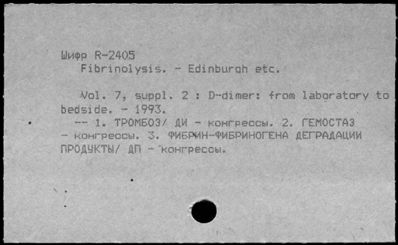 Шифр R-2405
Fibrinolysis. - Edinburgh etc.
Vol. 7, suppl. 2 : D-dimer: from laboratory to
bedside. - 1993.
-- 1. ТРОМБОЗ/ ДИ - конгрессы. 2. ГЕМОСТАЗ
- конгрессы. 3. ФИБРИН-ФИБРИНОГЕНА ДЕГРАДАЦИИ
ПРОДУКТЫ/ ДП - конгрессы.